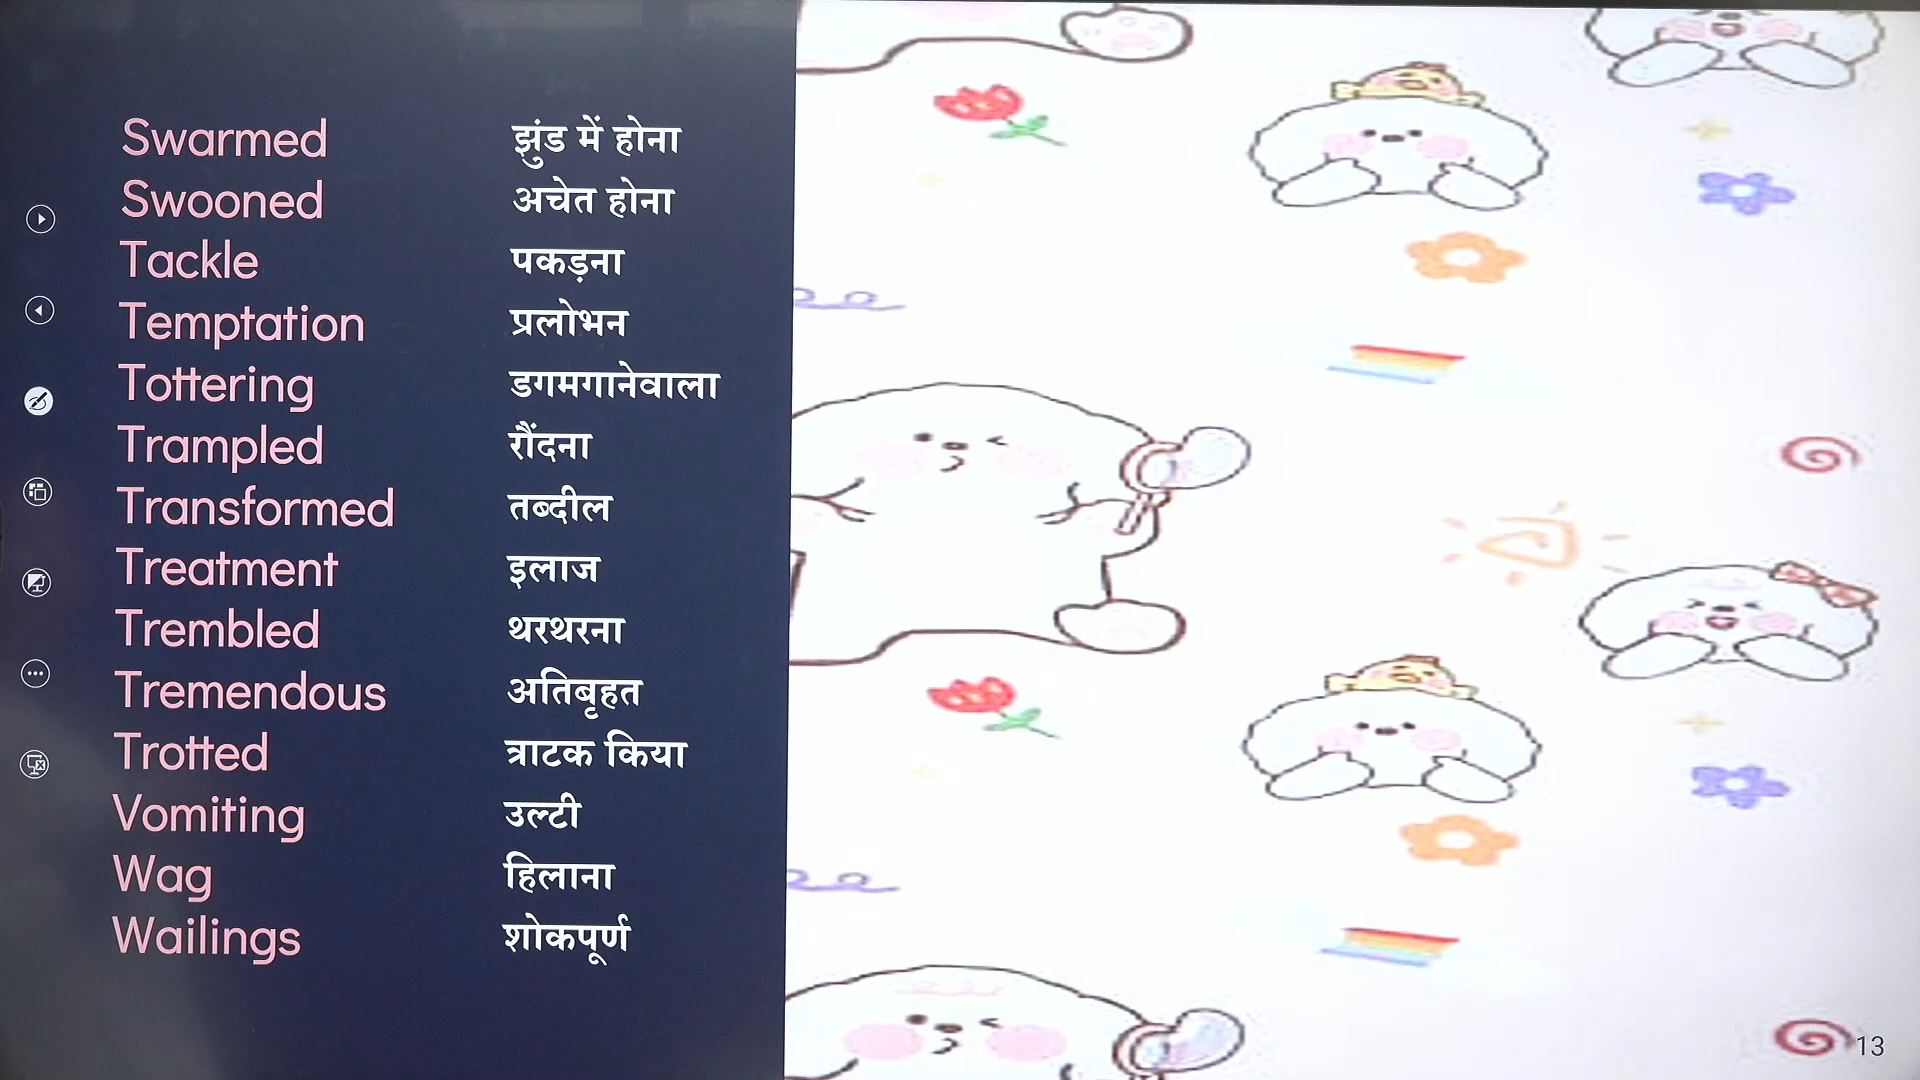 Swarmed झुंड में होना
Swooned अचेत होना
Tackle पकड़ना
Temptation प्रलोभन
Tottering डगमगानेवाला
Trampled रौंदना
Transformed तब्दील
Treatment इलाज
Trembled थरथरना
Tremendous अतिबृहत
Trotted त्राटक किया
Vomiting उल्टी
Wag हिलाना
Wailings शोकपूर्ण
13